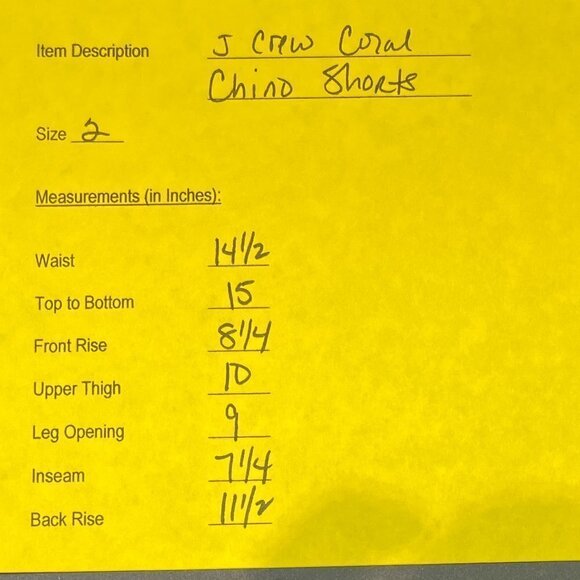 Item Description J Crew Coral
Chino Shorts
Size 2
Measurements (in Inches):
Waist 14 1/2
Top to Bottom 15
Front Rise 8 1/4
Upper Thigh 10
Leg Opening 9
Inseam 7 1/4
Back Rise 11 1/2